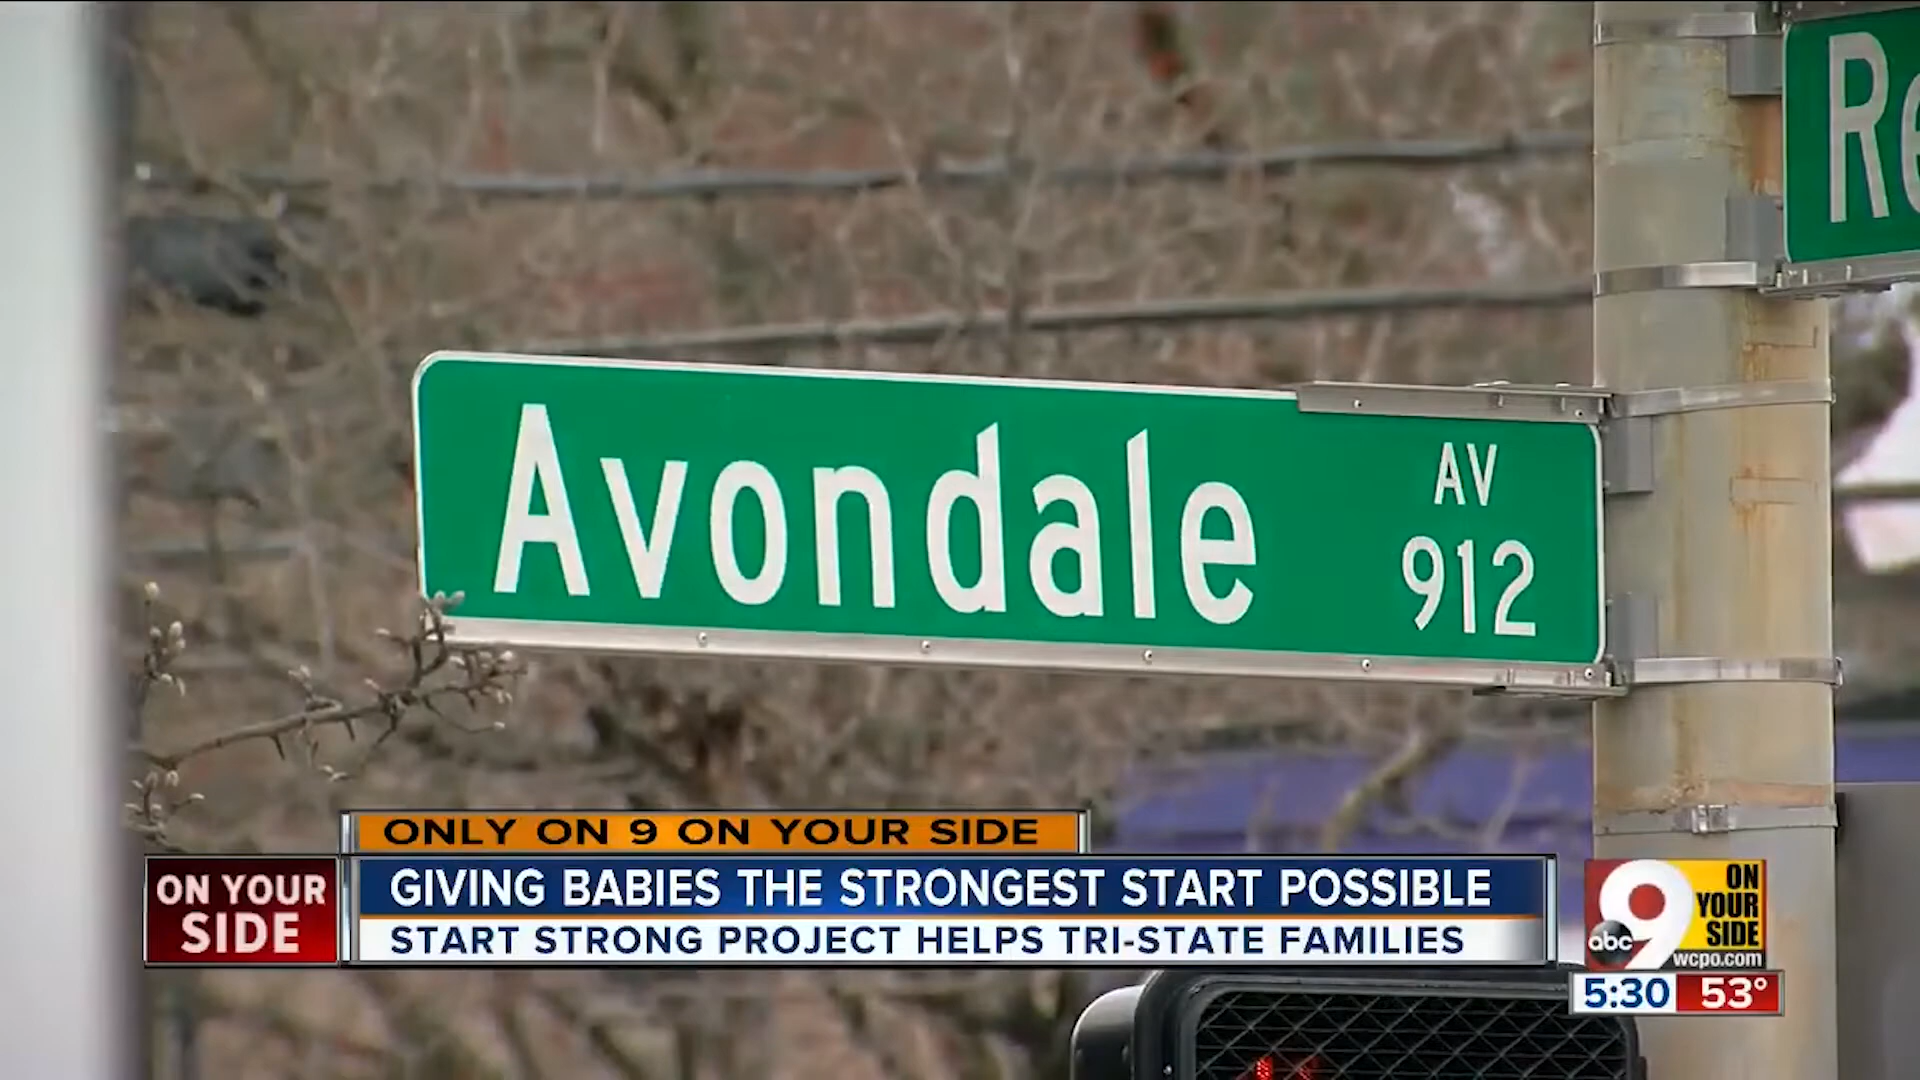 Re
Avondale
AV
912
ONLY ON 9 ON YOUR SIDE
ON YOUR
SIDE
GIVING BABIES THE STRONGEST START POSSIBLE
START STRONG PROJECT HELPS TRI-STATE FAMILIES
9
abc
ON
YOUR
SIDE
wcpo.com
5:30 53°